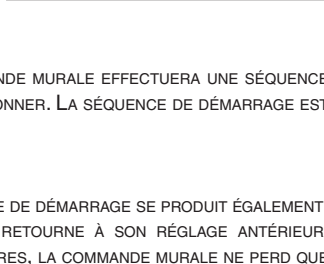 NDE MURALE EFFECTUERA UNE SÉQUENCE
ONNER. LA SÉQUENCE DE DÉMARRAGE EST
E DE DÉMARRAGE SE PRODUIT ÉGALEMENT
RETOURNE À SON RÉGLAGE ANTÉRIEUR
RES, LA COMMANDE MURALE NE PERD QUE